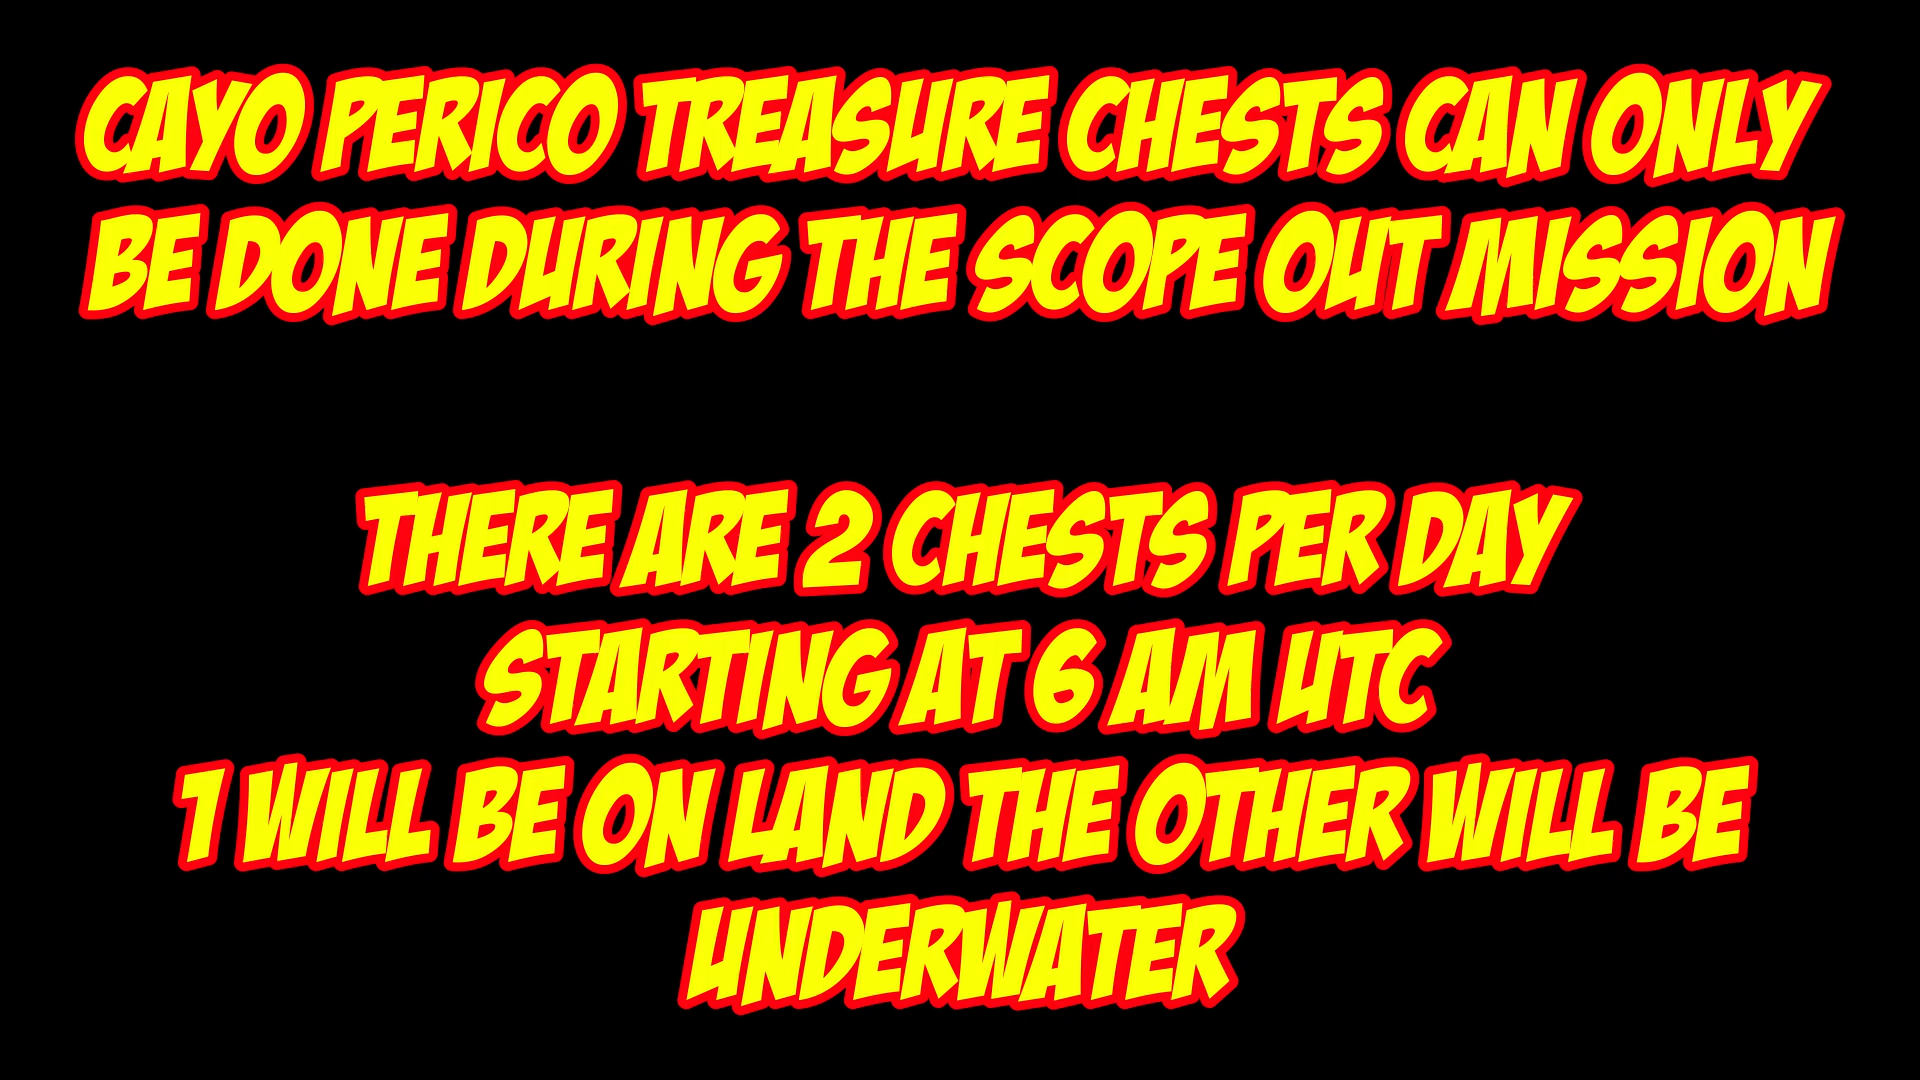 CAYO PERICO TREASURE CHESTS CAN ONLY
BE DONE DURING THE SCOPE OUT MISSION
THERE ARE 2 CHESTS PER DAY
STARTING AT 6 AM UTC
1 WILL BE ON LAND THE OTHER WILL BE
UNDERWATER